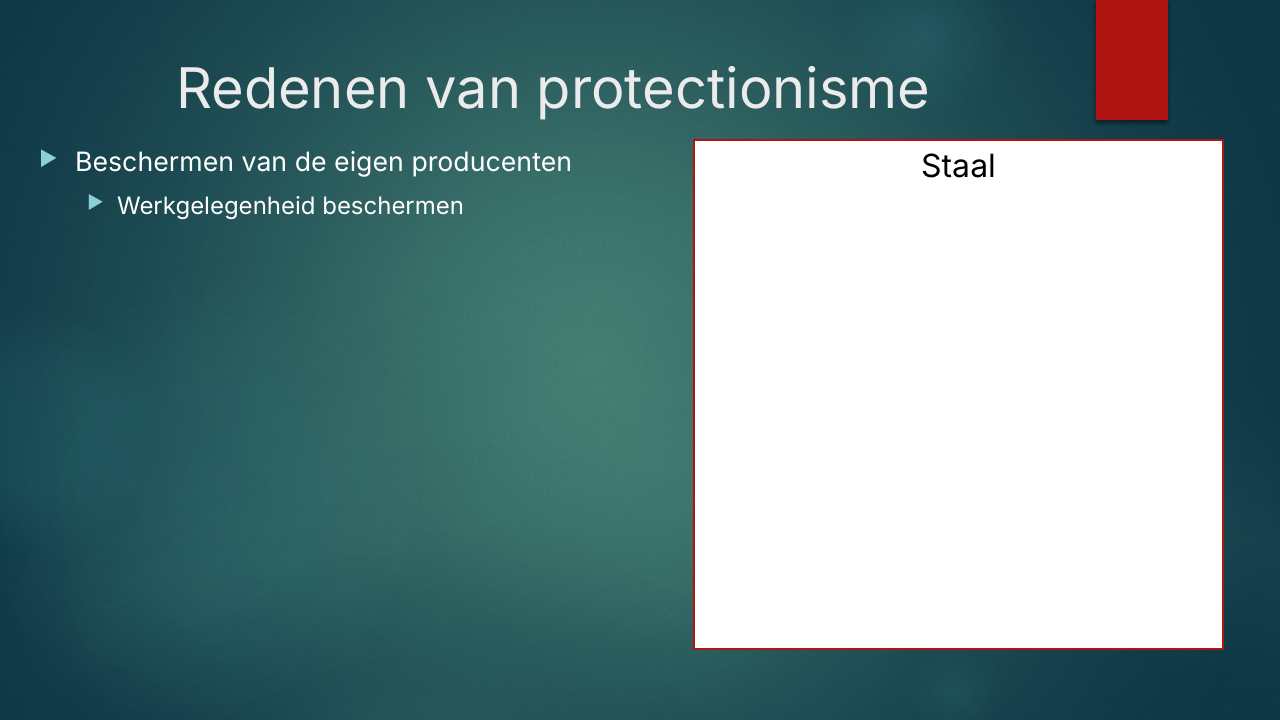 Redenen van protectionisme
Beschermen van de eigen producenten
Werkgelegenheid beschermen
Staal